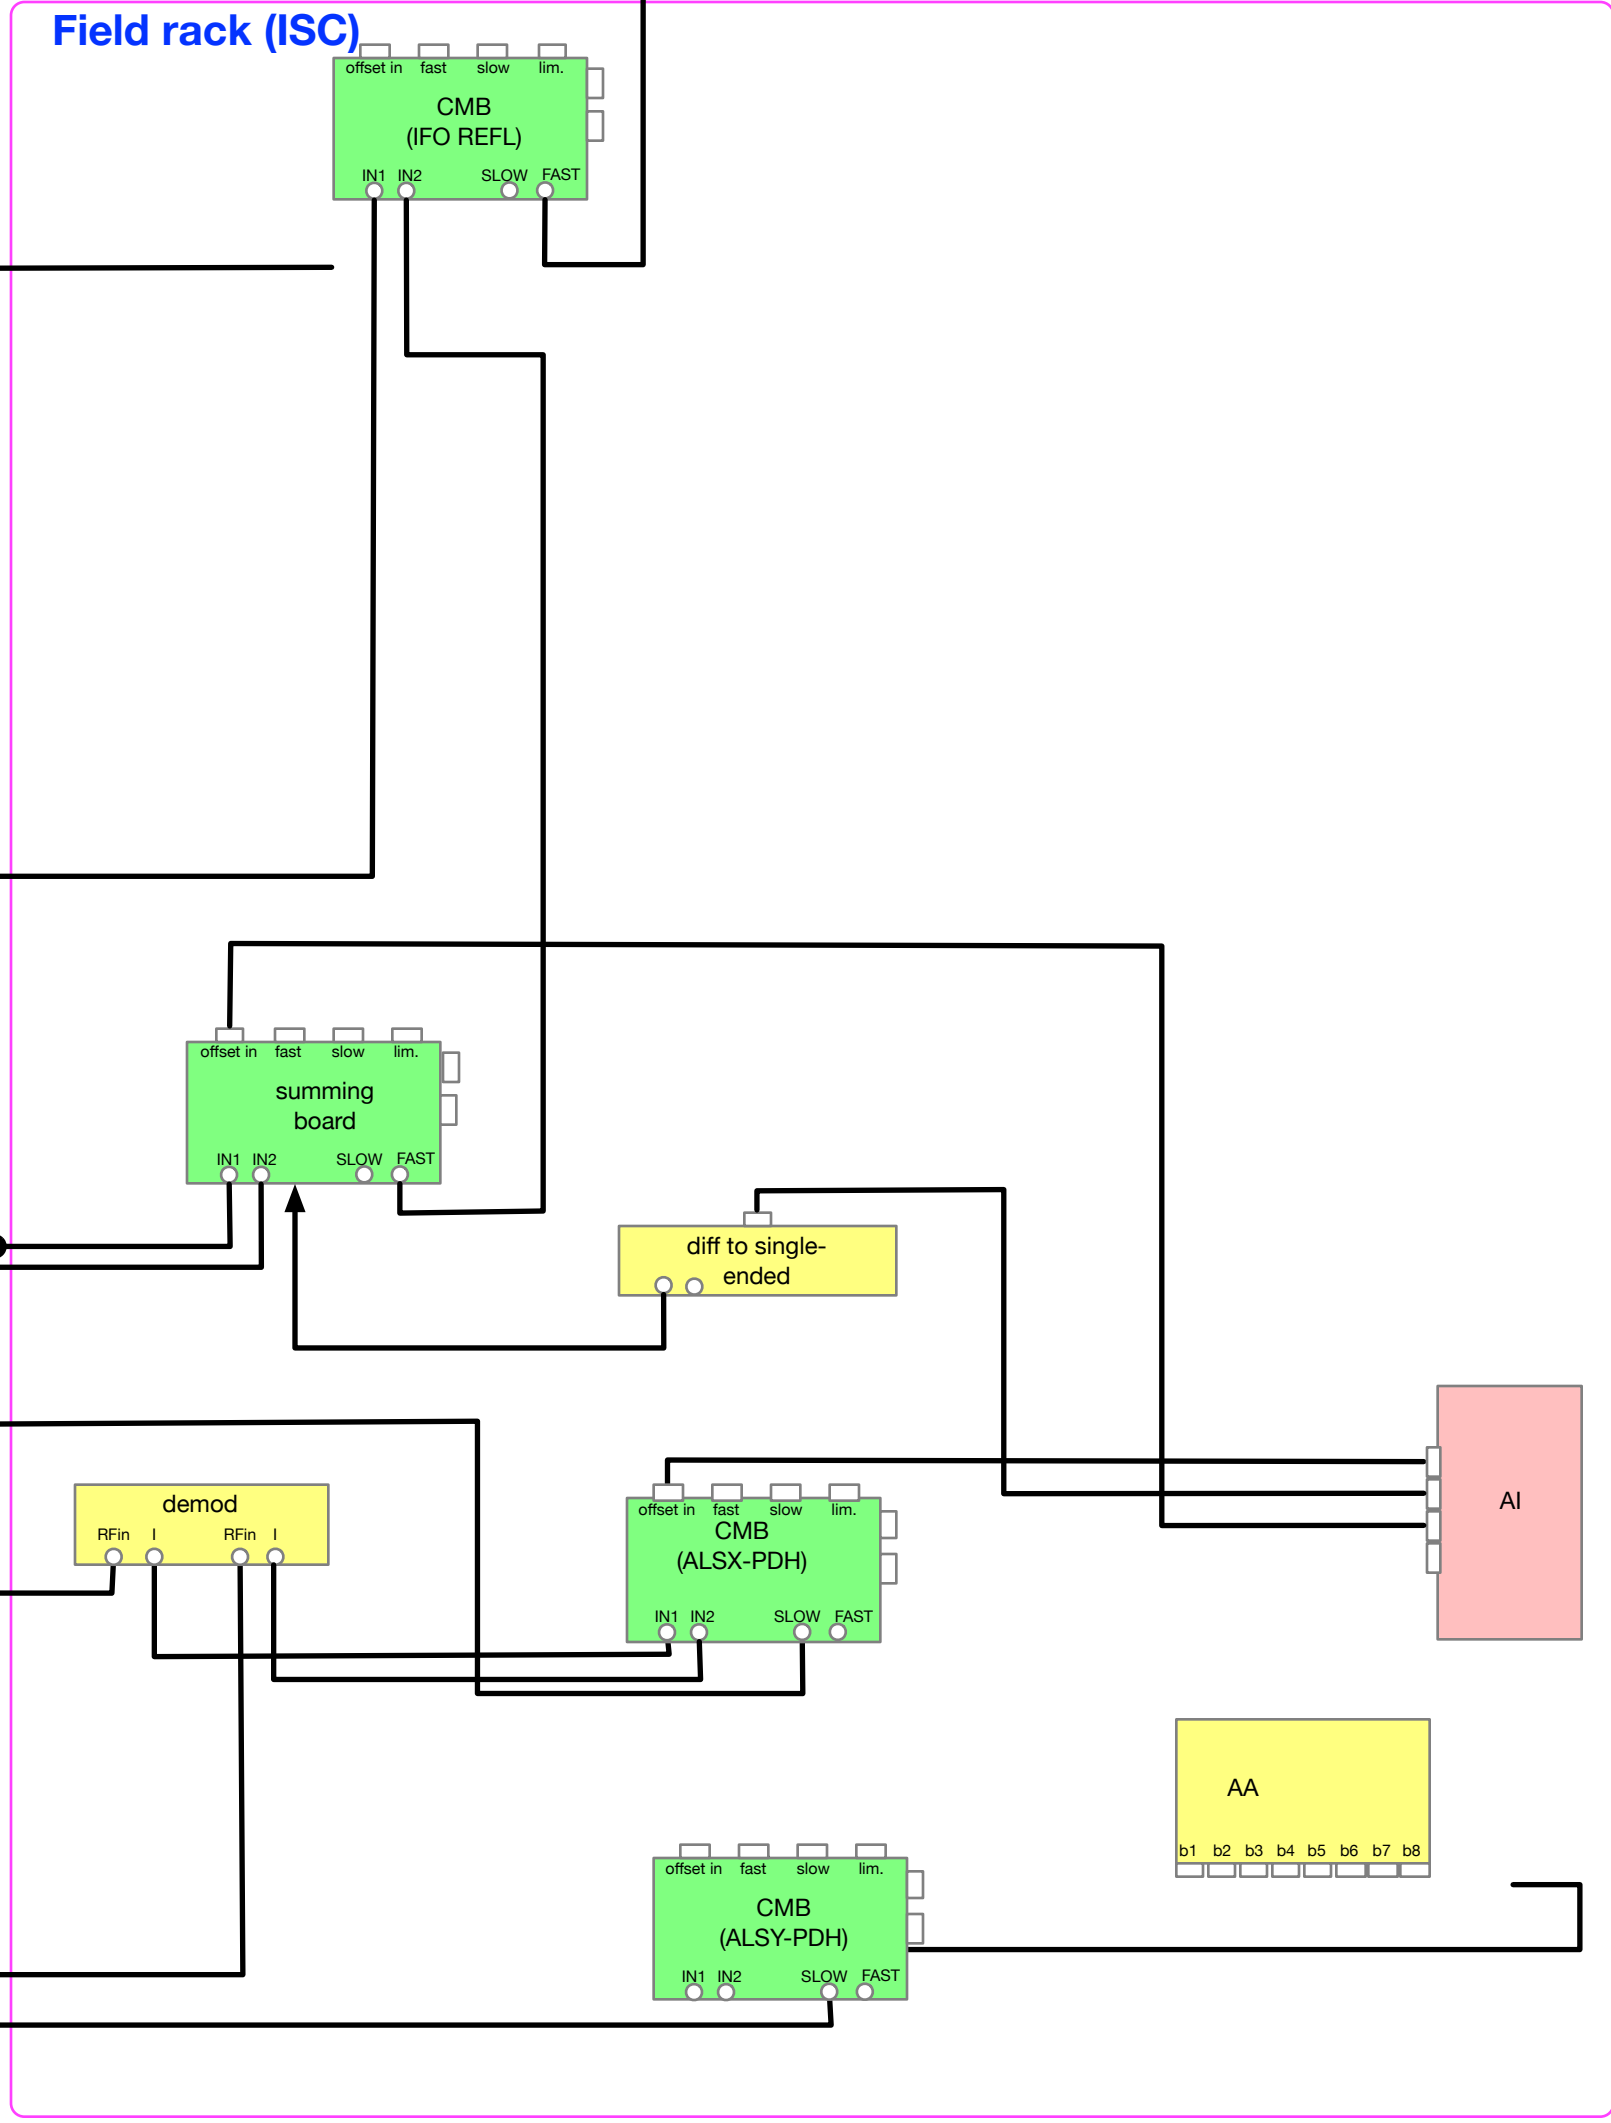 Field rack (ISC)
offset in fast slow lim.
CMB
(IFO REFL)
IN1 IN2 SLOW FAST
offset in fast slow lim.
summing
board
IN1 IN2 SLOW FAST
diff to single-
ended
AI
demod
RFin I RFin I
offset in fast slow lim.
CMB
(ALSX-PDH)
IN1 IN2 SLOW FAST
AA
b1 b2 b3 b4 b5 b6 b7 b8
offset in fast slow lim.
CMB
(ALSY-PDH)
IN1 IN2 SLOW FAST